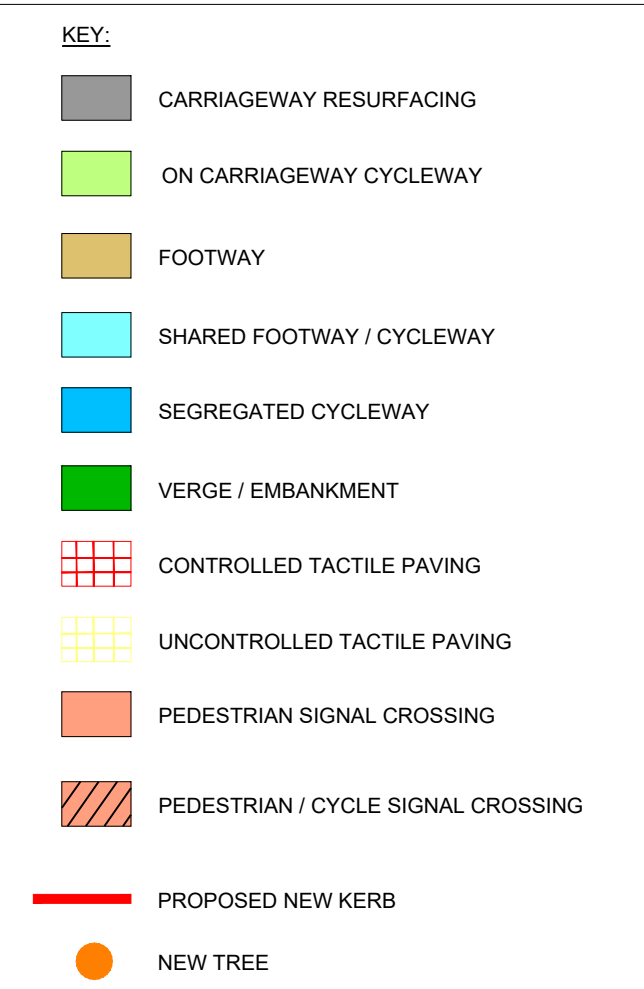 KEY:
CARRIAGEWAY RESURFACING
ON CARRIAGEWAY CYCLEWAY
FOOTWAY
SHARED FOOTWAY / CYCLEWAY
SEGREGATED CYCLEWAY
VERGE / EMBANKMENT
CONTROLLED TACTILE PAVING
UNCONTROLLED TACTILE PAVING
PEDESTRIAN SIGNAL CROSSING
PEDESTRIAN / CYCLE SIGNAL CROSSING
PROPOSED NEW KERB
NEW TREE